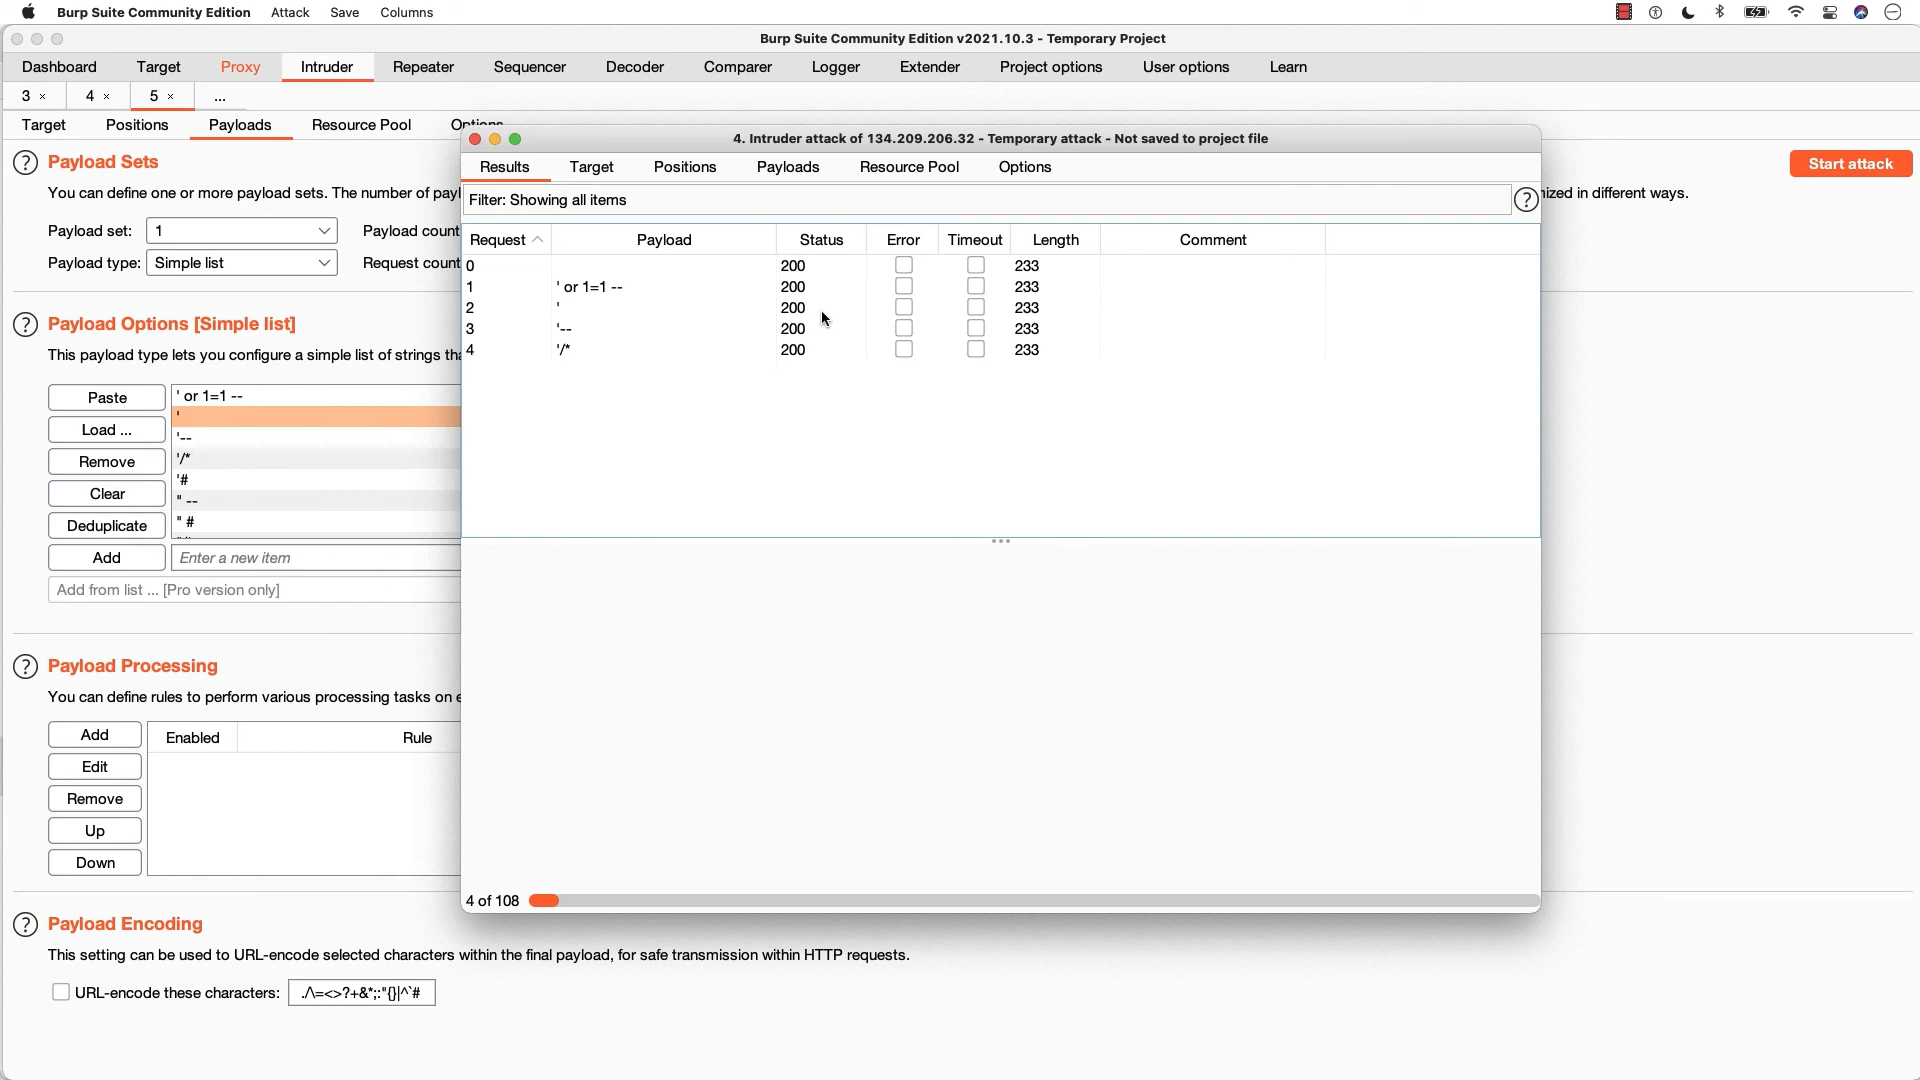 Burp Suite Community Edition Attack Save Columns
Burp Suite Community Edition v2021.10.3 - Temporary Project
Dashboard Target Proxy Intruder Repeater Sequencer Decoder Comparer Logger Extender Project options User options Learn
3 × 4 × 5 × ...
Target Positions Payloads Resource Pool Options
4. Intruder attack of 134.209.206.32 - Temporary attack - Not saved to project file
Results Target Positions Payloads Resource Pool Options
Filter: Showing all items
?
Request Payload Status Error Timeout Length Comment
0 200 233
1 ' or 1=1 -- 200 233
2 ' 200 233
3 '-- 200 233
4 '/* 200 233
4 of 108
? Payload Sets
Start attack
You can define one or more payload sets. The number of payl
ized in different ways.
Payload set: 1 Payload count
Payload type: Simple list Request count
? Payload Options [Simple list]
This payload type lets you configure a simple list of strings tha
Paste
Load ...
Remove
Clear
Deduplicate
Add
' or 1=1 --
'
'--
'/*
'#
" --
" #
Enter a new item
Add from list ... [Pro version only]
? Payload Processing
You can define rules to perform various processing tasks on e
Add
Edit
Remove
Up
Down
Enabled Rule
? Payload Encoding
This setting can be used to URL-encode selected characters within the final payload, for safe transmission within HTTP requests.
URL-encode these characters: ./\=<>?+&*;:"{}|^`#